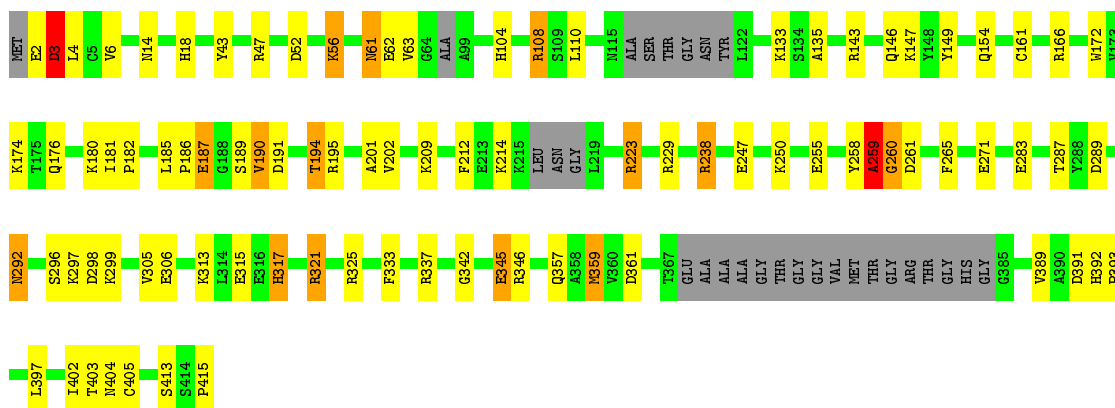 MET E2 D3 L4 C5 V6 N14 H18 Y43 R47 D52 K56 N61 E62 V63 G64 ALA A99 H104 R108 S109 L110 N115 ALA SER THR GLY ASN TYR L122 K133 S134 A135 R143 Q146 K147 Y148 Y149 Q154 C161 R166 W172 V173
K174 T175 Q176 K180 I181 P182 L185 P186 E187 G188 S189 V190 D191 T194 R195 A201 V202 K209 F212 E213 K214 K215 LEU ASN GLY L219 R223 R229 R238 E247 K250 E255 Y258 A259 G260 D261 F265 E271 E283 T287 Y288 D289
N292 S296 K297 D298 K299 V305 E306 K313 L314 E315 E316 H317 R321 R325 F333 R337 G342 E345 R346 Q357 A358 M359 V360 D361 T367 GLU ALA ALA ALA GLY THR GLY GLY VAL MET THR GLY ARG THR GLY HIS GLY G385 V389 A390 D391 H392
L397 I402 T403 N404 C405 S413 S414 P415